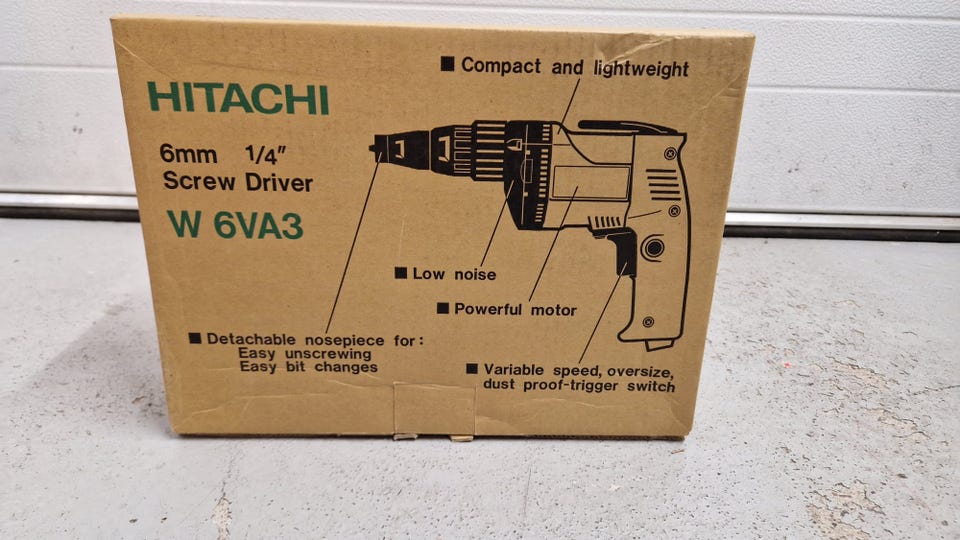 ■ Compact and lightweight
HITACHI
6mm 1/4"
Screw Driver
W 6VA3
■ Low noise
■ Powerful motor
■ Detachable nosepiece for:
Easy unscrewing
Easy bit changes
■ Variable speed, oversize,
dust proof-trigger switch